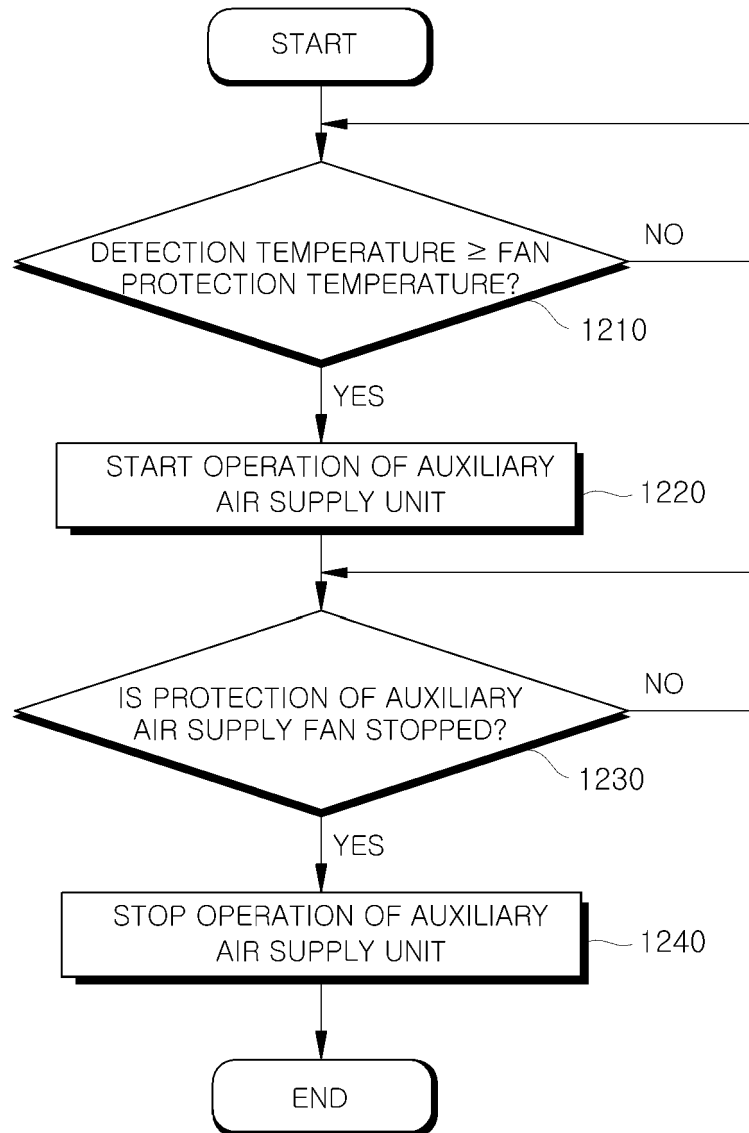 START
DETECTION TEMPERATURE ≥ FAN
PROTECTION TEMPERATURE?
NO
1210
YES
START OPERATION OF AUXILIARY
AIR SUPPLY UNIT
1220
IS PROTECTION OF AUXILIARY
AIR SUPPLY FAN STOPPED?
NO
1230
YES
STOP OPERATION OF AUXILIARY
AIR SUPPLY UNIT
1240
END